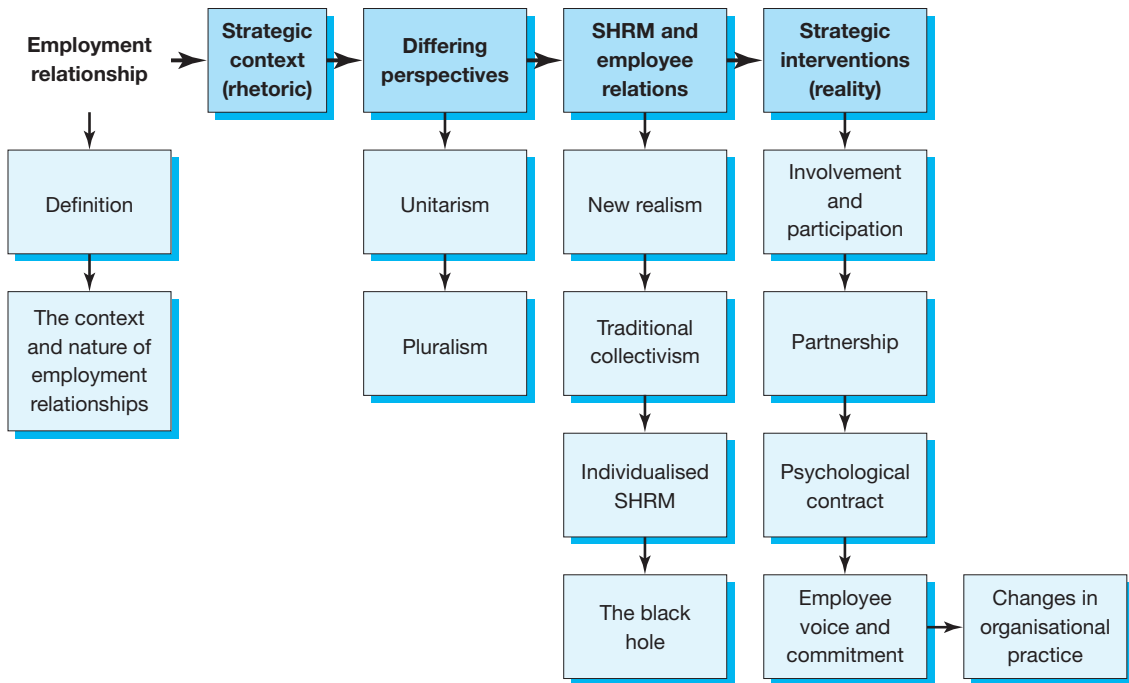 Employment
relationship
Strategic
context
(rhetoric)
Differing
perspectives
SHRM and
employee
relations
Strategic
interventions
(reality)
Definition
Unitarism
New realism
Involvement
and
participation
The context
and nature of
employment
relationships
Pluralism
Traditional
collectivism
Partnership
Individualised
SHRM
Psychological
contract
The black
hole
Employee
voice and
commitment
Changes in
organisational
practice